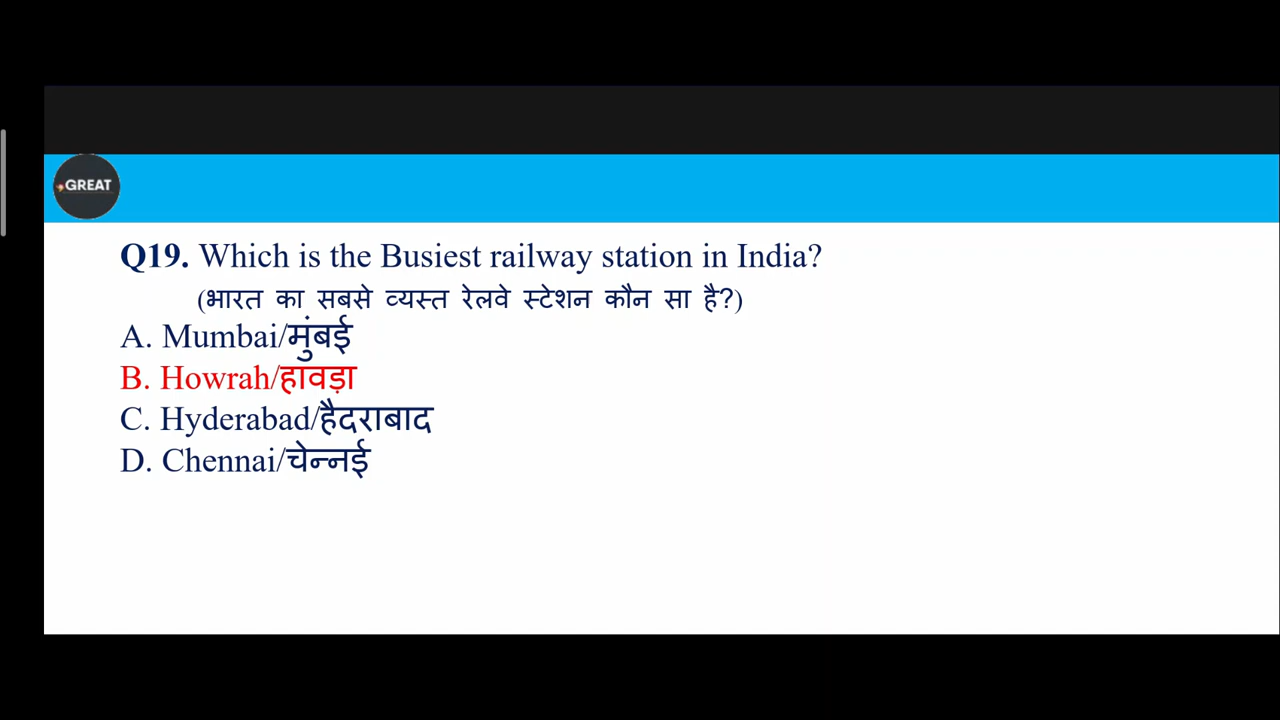 GREAT
Q19. Which is the Busiest railway station in India?
(भारत का सबसे व्यस्त रेलवे स्टेशन कौन सा है?)
A. Mumbai/मुंबई
B. Howrah/हावड़ा
C. Hyderabad/हैदराबाद
D. Chennai/चेन्नई